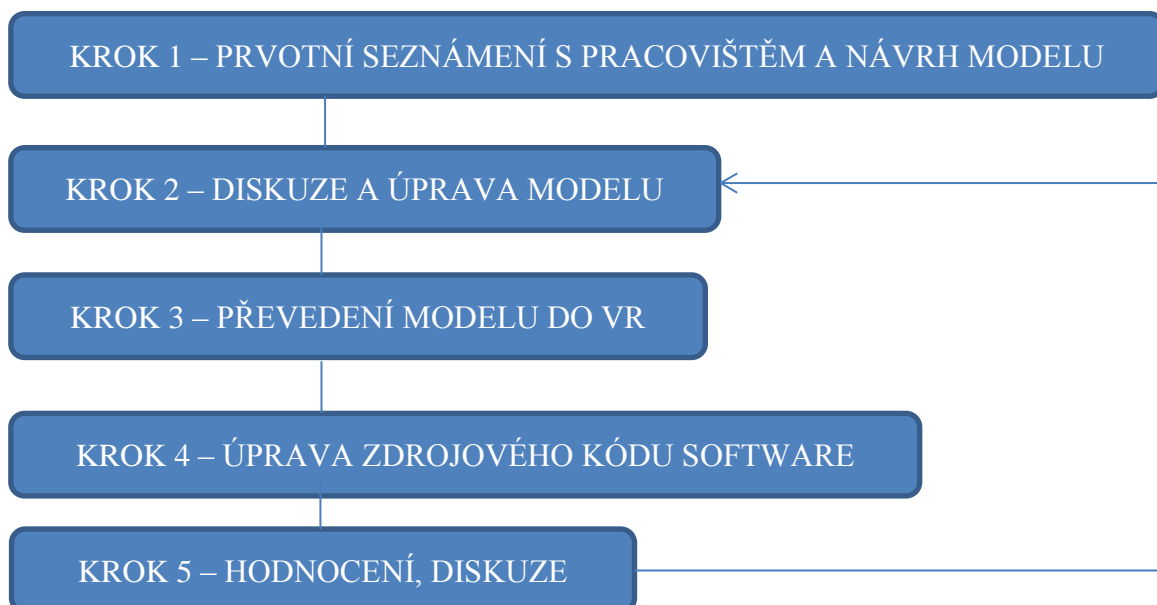 KROK 1 – PRVOTNÍ SEZNÁMENÍ S PRACOVIŠTĚM A NÁVRH MODELU
KROK 2 – DISKUZE A ÚPRAVA MODELU
KROK 3 – PŘEVEDENÍ MODELU DO VR
KROK 4 – ÚPRAVA ZDROJOVÉHO KÓDU SOFTWARE
KROK 5 – HODNOCENÍ, DISKUZE